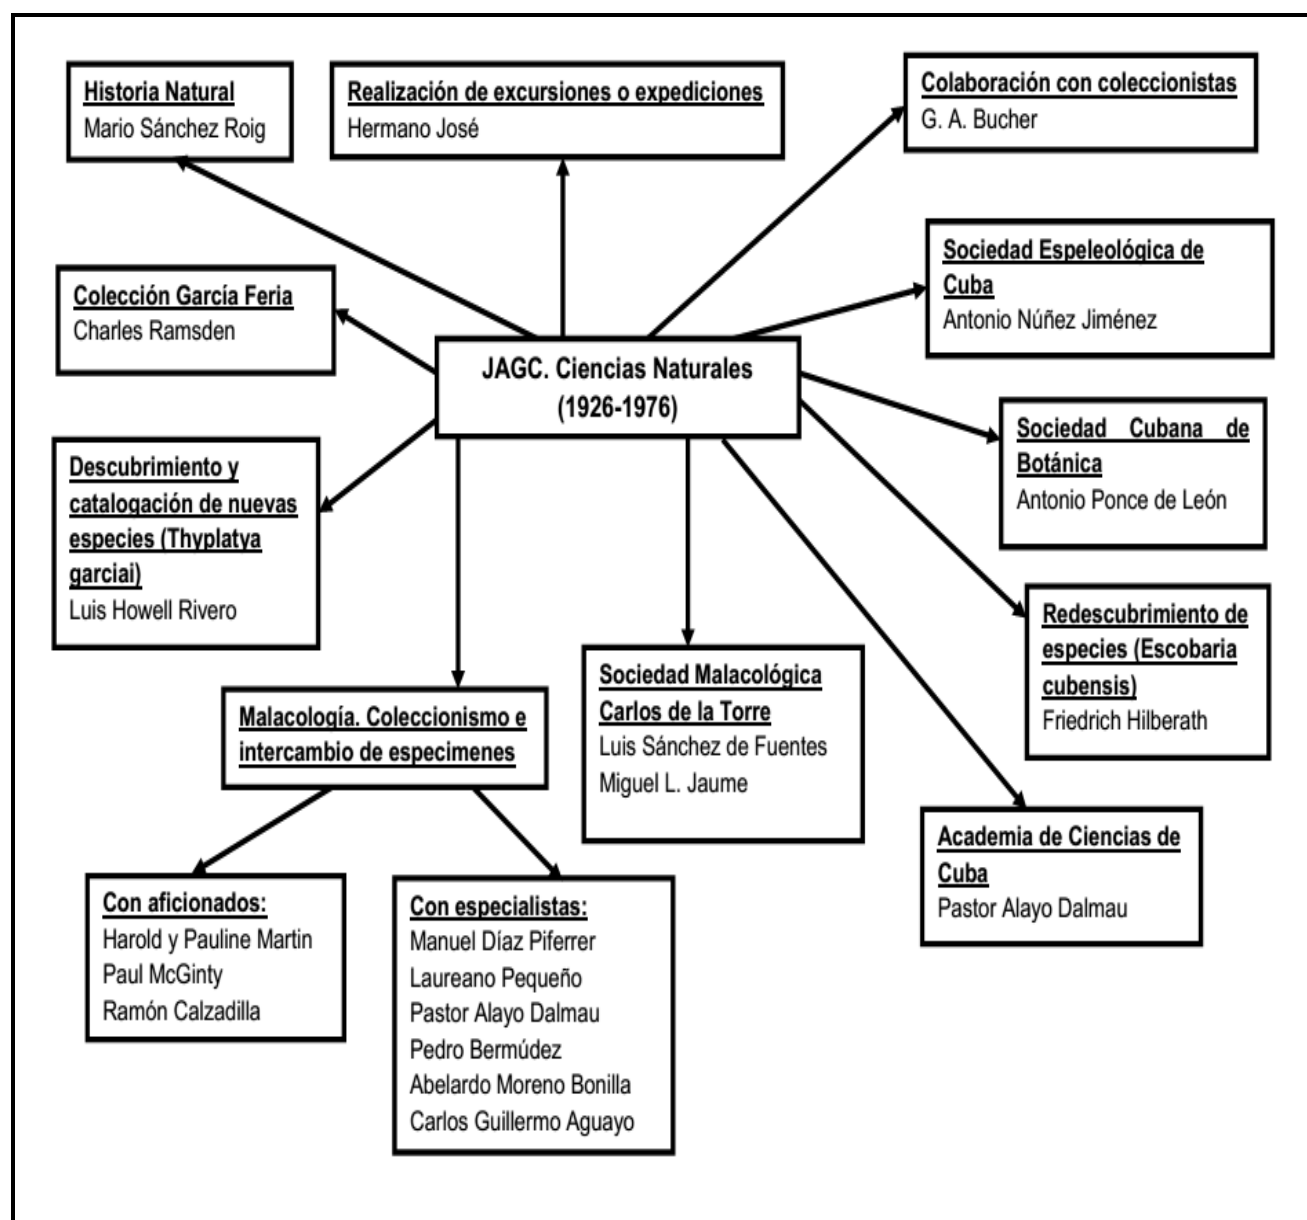 Historia Natural
Mario Sánchez Roig
Realización de excursiones o expediciones
Hermano José
Colaboración con coleccionistas
G. A. Bucher
Colección García Feria
Charles Ramsden
Sociedad Espeleológica de
Cuba
Antonio Núñez Jiménez
JAGC. Ciencias Naturales
(1926-1976)
Descubrimiento y
catalogación de nuevas
especies (Thyplatya
garciai)
Luis Howell Rivero
Sociedad Cubana de
Botánica
Antonio Ponce de León
Redescubrimiento de
especies (Escobaria
cubensis)
Friedrich Hilberath
Malacología. Coleccionismo e
intercambio de especimenes
Sociedad Malacológica
Carlos de la Torre
Luis Sánchez de Fuentes
Miguel L. Jaume
Academia de Ciencias de
Cuba
Pastor Alayo Dalmau
Con aficionados:
Harold y Pauline Martin
Paul McGinty
Ramón Calzadilla
Con especialistas:
Manuel Díaz Piferrer
Laureano Pequeño
Pastor Alayo Dalmau
Pedro Bermúdez
Abelardo Moreno Bonilla
Carlos Guillermo Aguayo